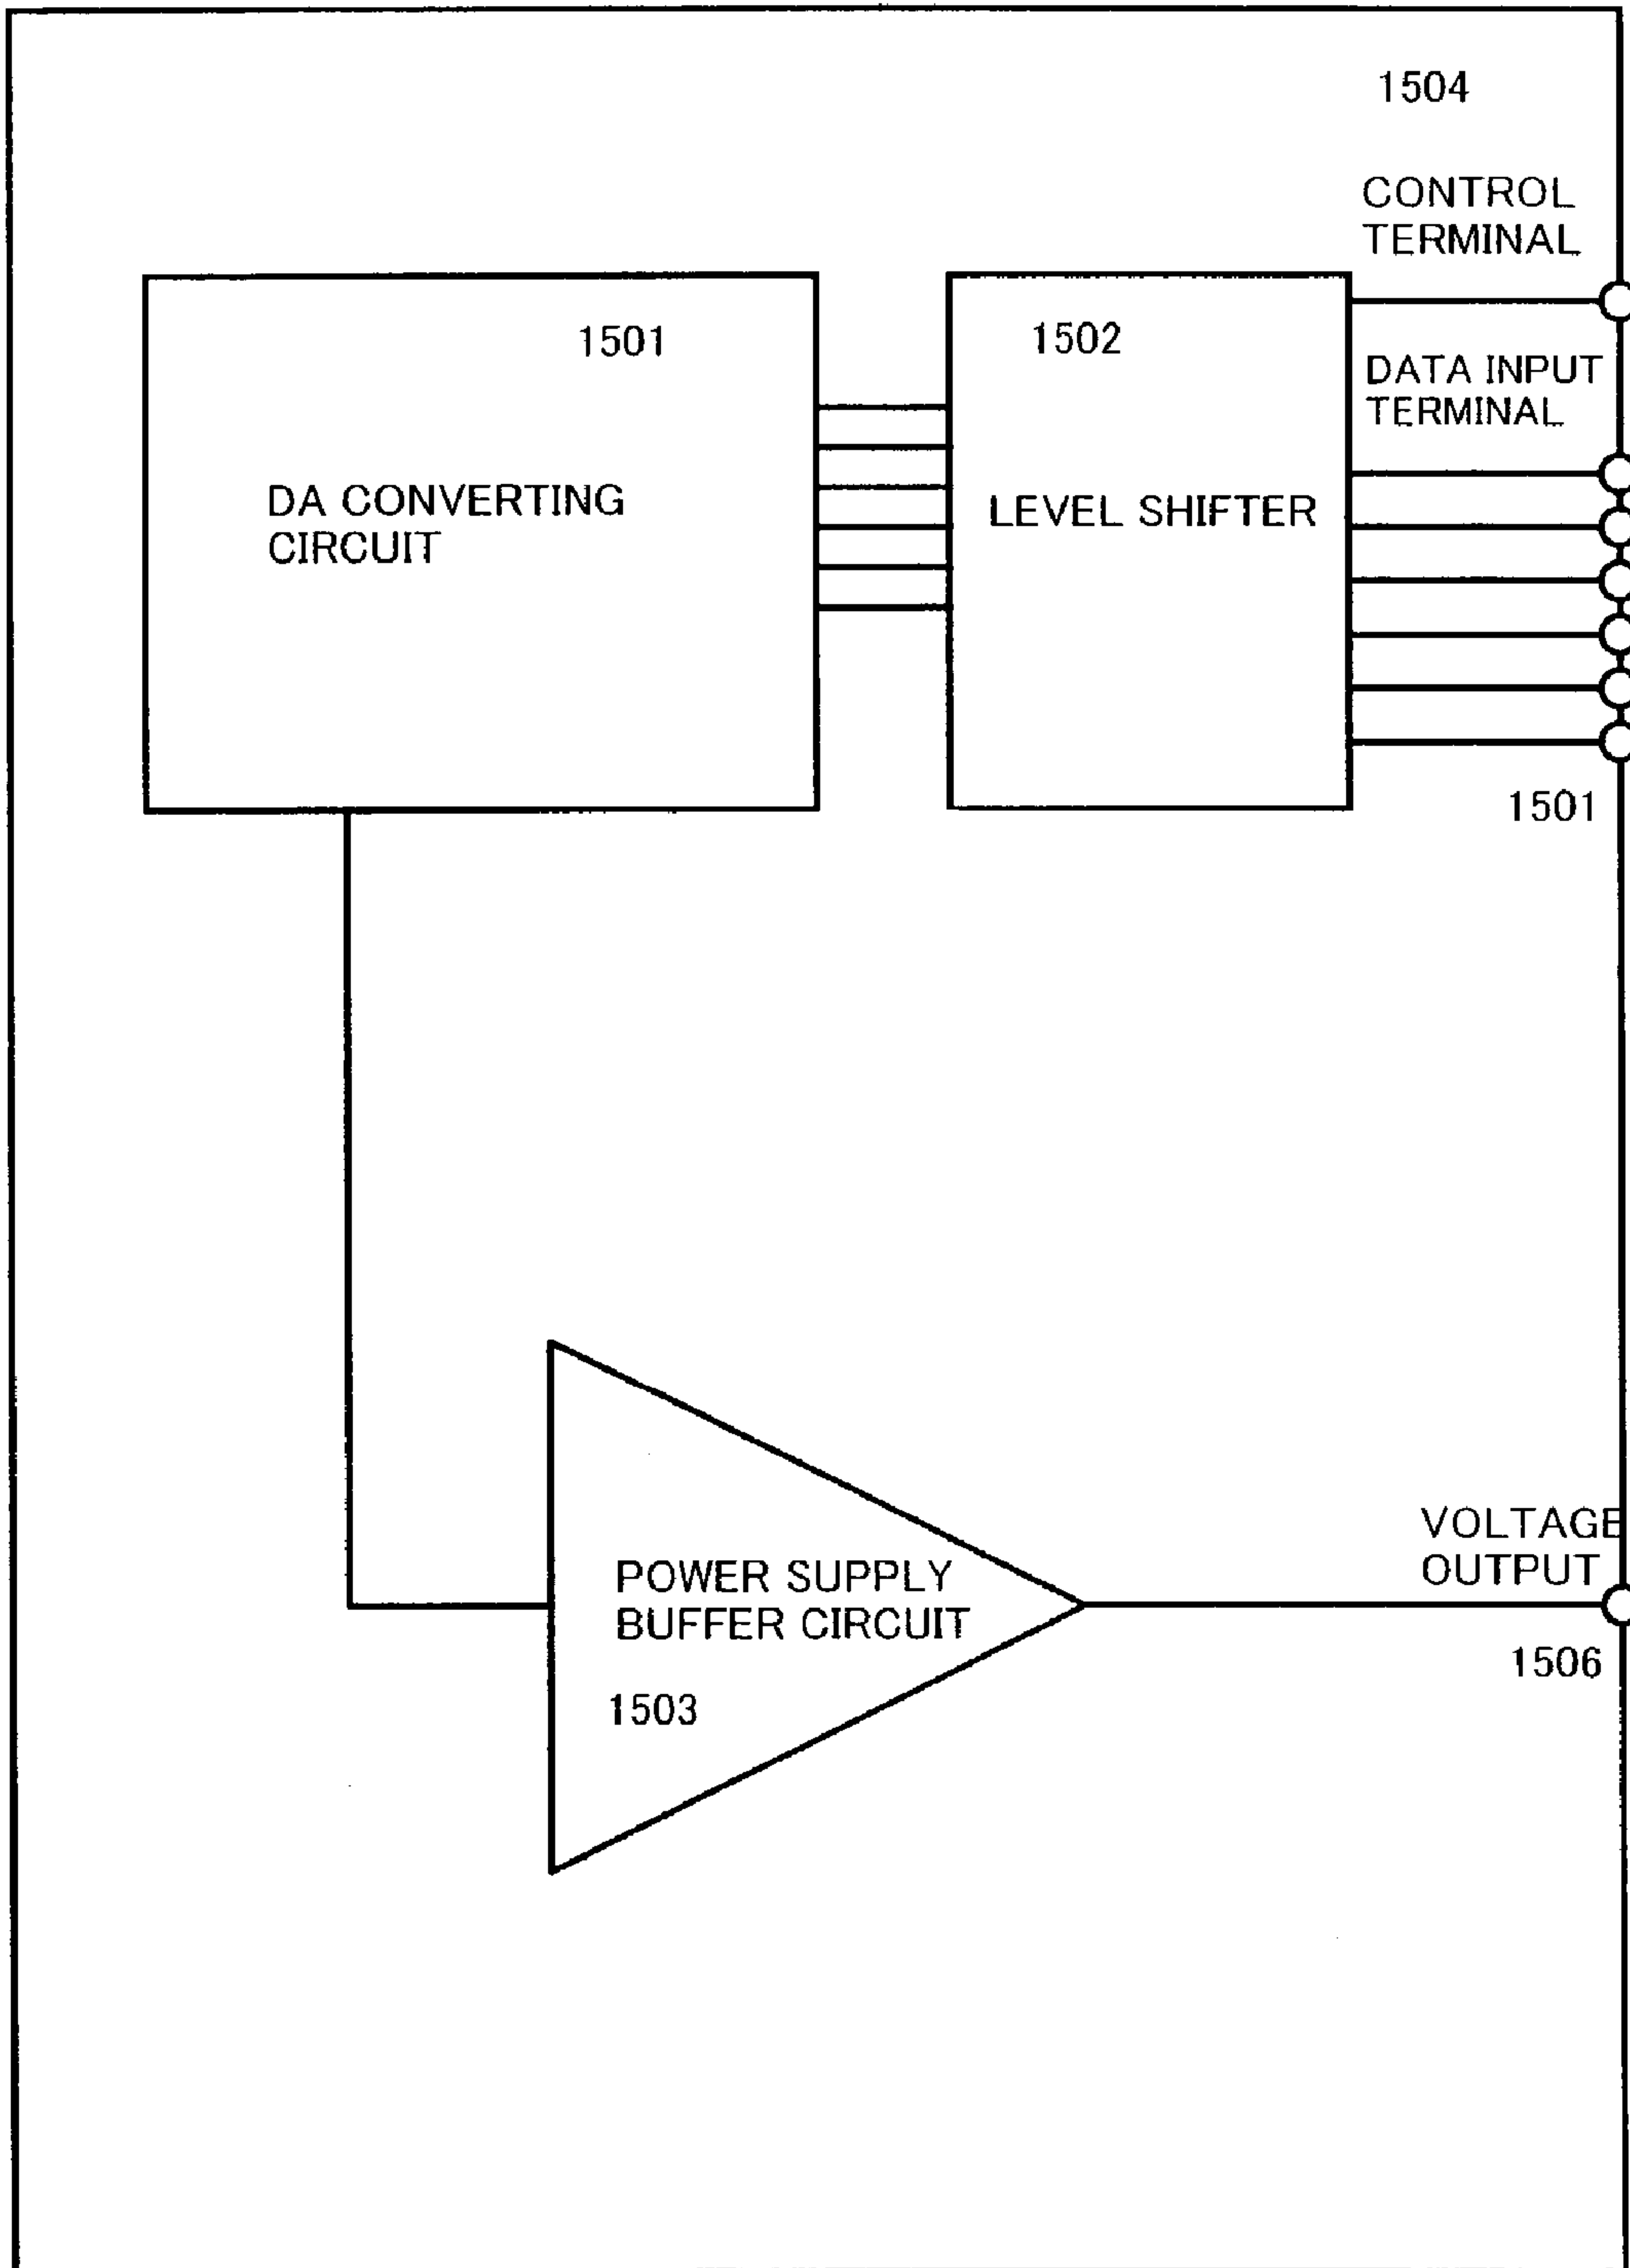 1504
CONTROL
TERMINAL
1501
1502
DATA INPUT
TERMINAL
DA CONVERTING
CIRCUIT
LEVEL SHIFTER
1501
VOLTAGE
OUTPUT
POWER SUPPLY
BUFFER CIRCUIT
1506
1503